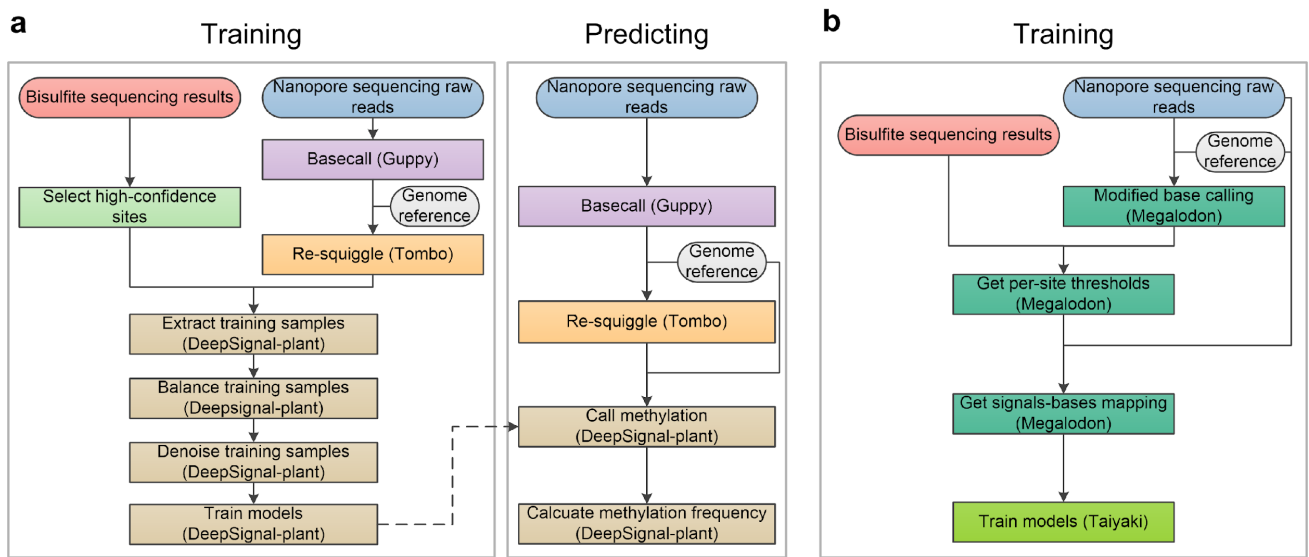 a
Training
Bisulfite sequencing results
Nanopore sequencing raw
reads
Basecall (Guppy)
Select high-confidence
sites
Genome
reference
Re-squiggle (Tombo)
Extract training samples
(DeepSignal-plant)
Balance training samples
(Deepsignal-plant)
Denoise training samples
(DeepSignal-plant)
Train models
(DeepSignal-plant)
Predicting
Nanopore sequencing raw
reads
Basecall (Guppy)
Genome
reference
Re-squiggle (Tombo)
Call methylation
(DeepSignal-plant)
Calcuate methylation frequency
(DeepSignal-plant)
b
Training
Nanopore sequencing raw
reads
Bisulfite sequencing results
Genome
reference
Modified base calling
(Megalodon)
Get per-site thresholds
(Megalodon)
Get signals-bases mapping
(Megalodon)
Train models (Taiyaki)